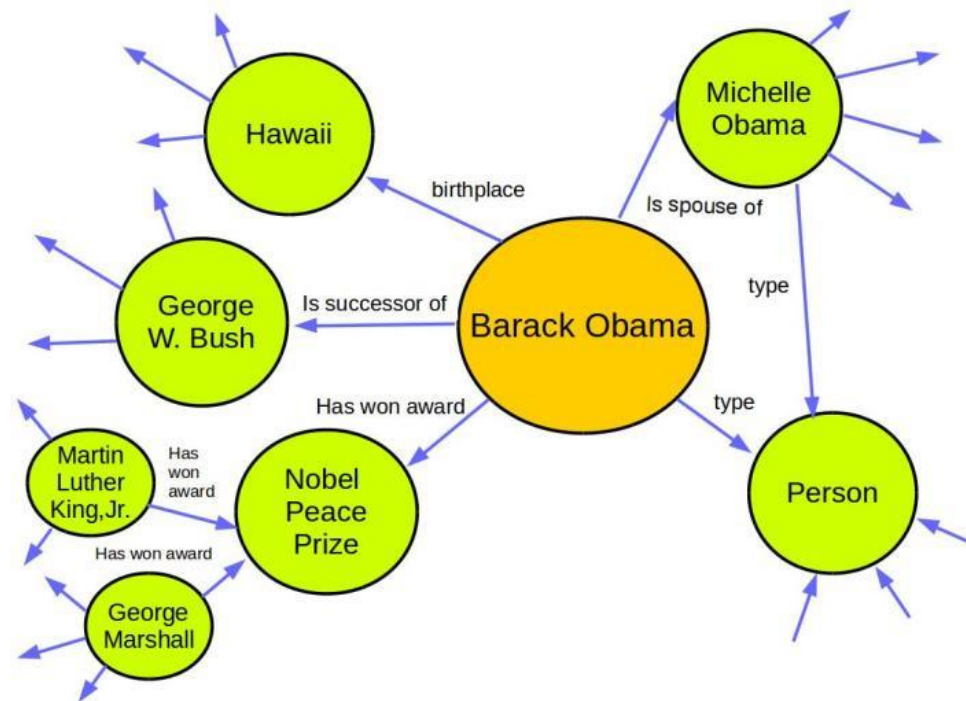 Hawaii
Michelle
Obama
birthplace
Is spouse of
George
W. Bush
Is successor of
Barack Obama
type
Has won award
type
Martin
Luther
King,Jr.
Has
won
award
Nobel
Peace
Prize
Person
Has won award
George
Marshall